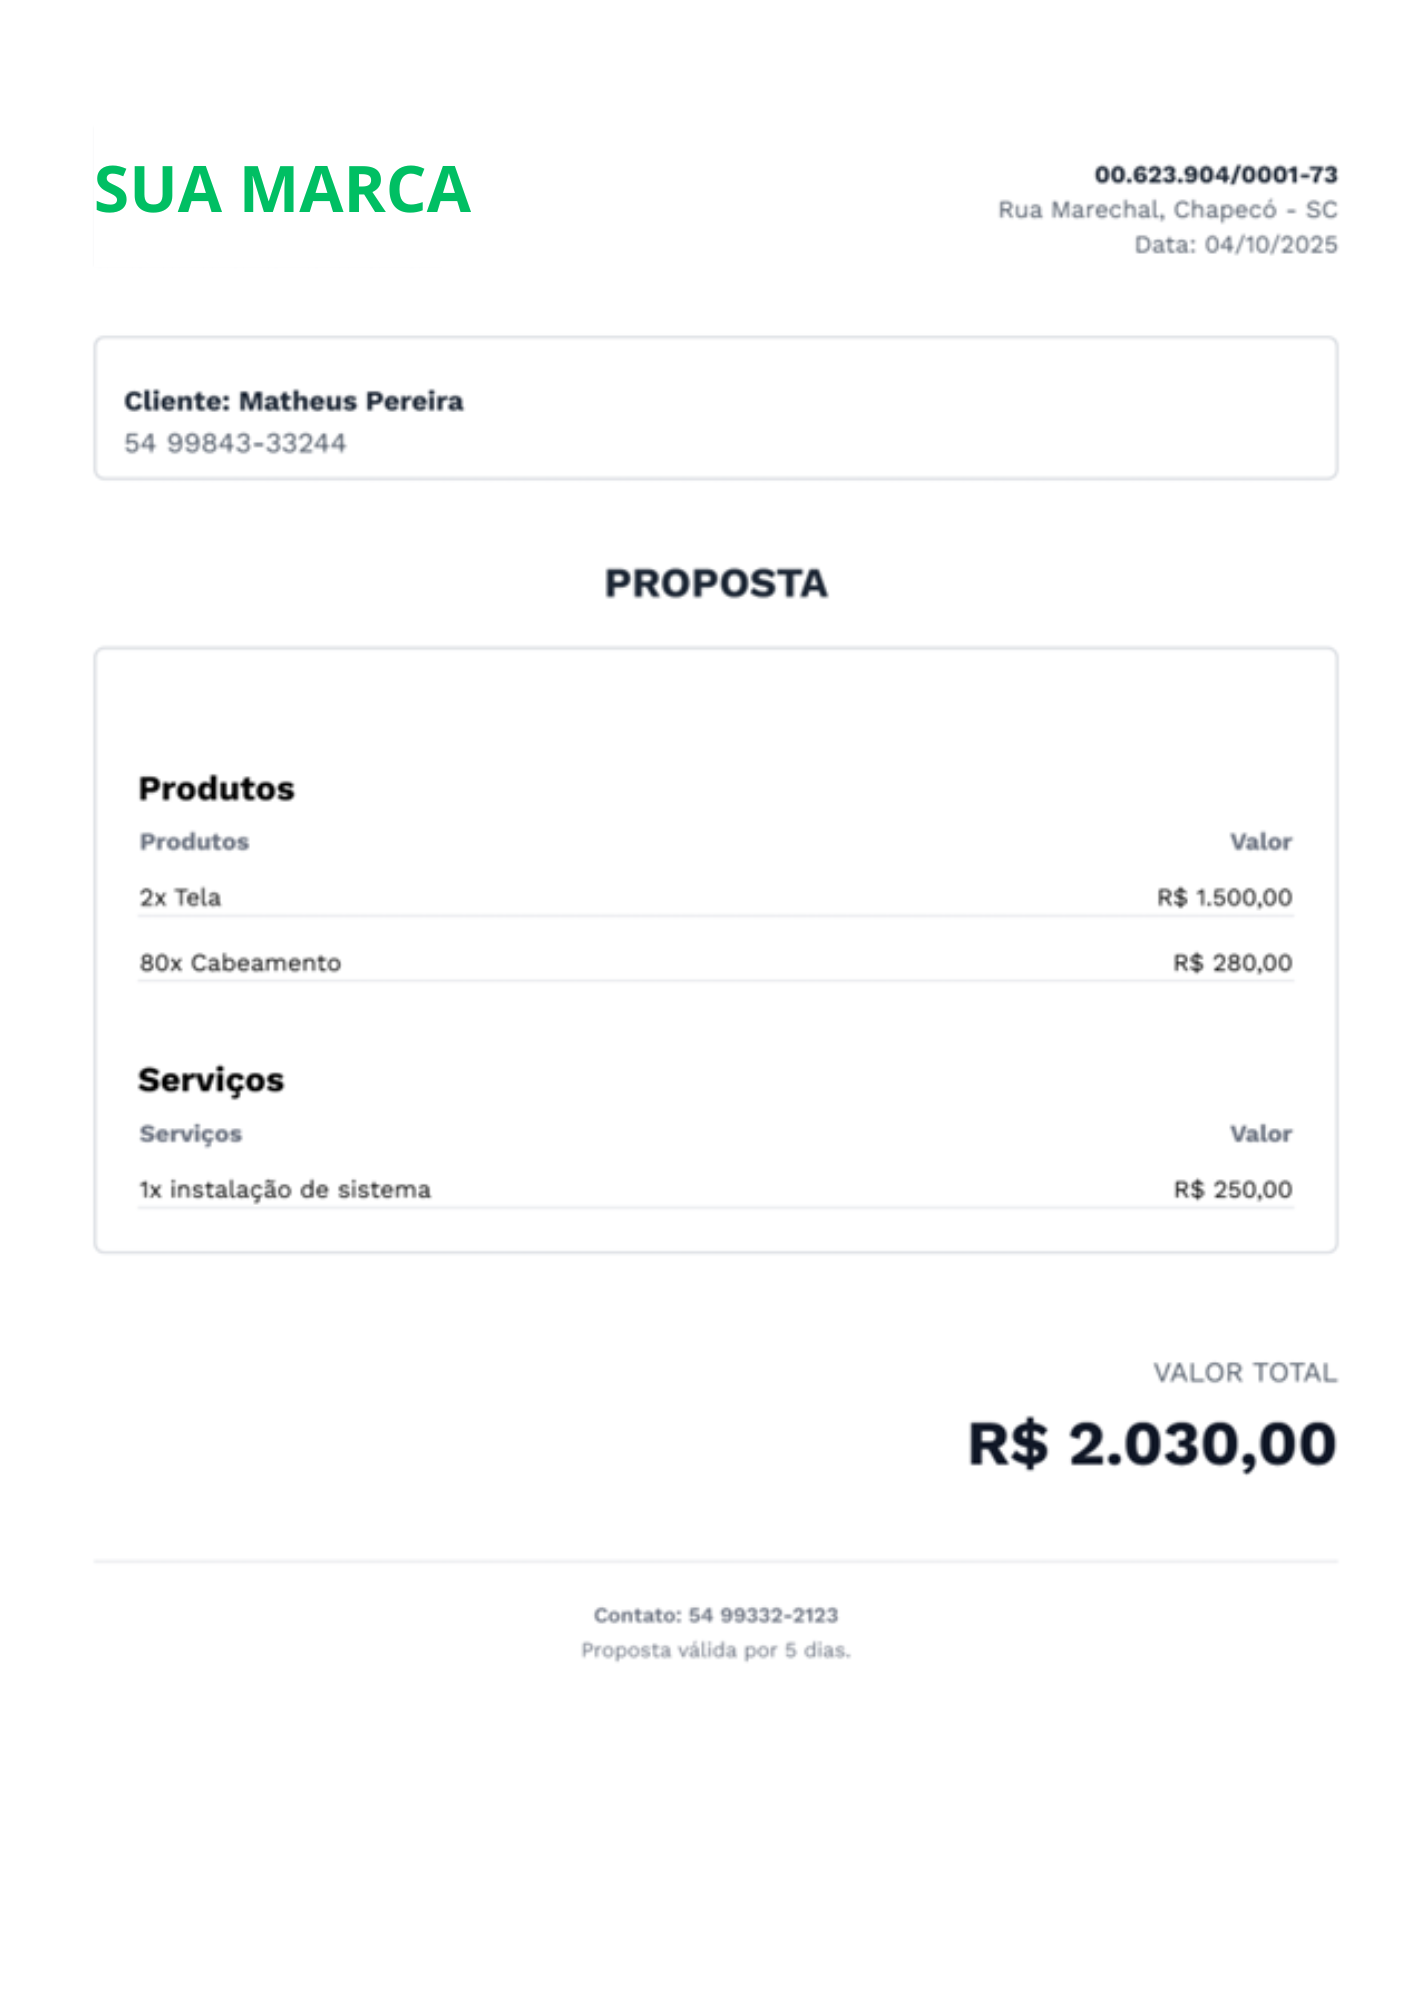 SUA MARCA
00.623.904/0001-73
Rua Marechal, Chapecó - SC
Data: 04/10/2025
Cliente: Matheus Pereira
54 99843-33244
PROPOSTA
Produtos
Produtos Valor
2x Tela R$ 1.500,00
80x Cabeamento R$ 280,00
Serviços
Serviços Valor
1x instalação de sistema R$ 250,00
VALOR TOTAL
R$ 2.030,00
Contato: 54 99332-2123
Proposta válida por 5 dias.